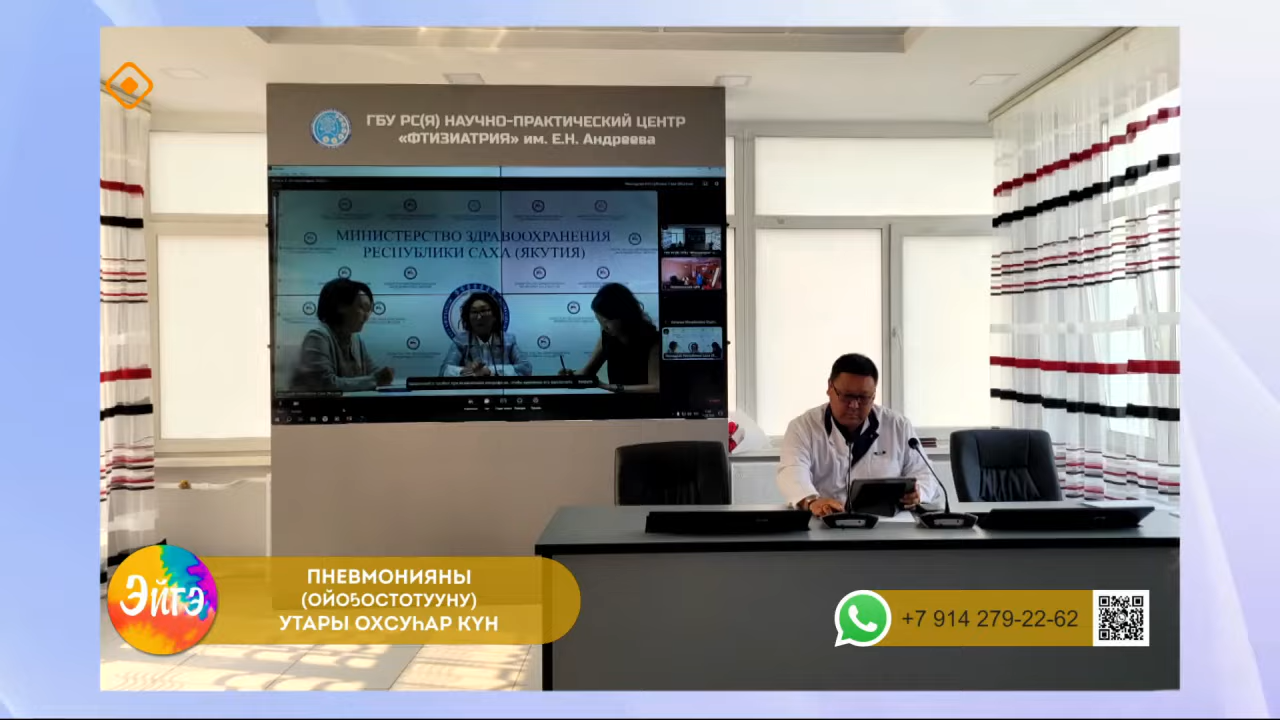 ГБУ РС(Я) НАУЧНО-ПРАКТИЧЕСКИЙ ЦЕНТР
«ФТИЗИАТРИЯ» им. Е.Н. Андреева
МИНИСТЕРСТВО ЗДРАВООХРАНЕНИЯ
РЕСПУБЛИКИ САХА (ЯКУТИЯ)
Эйгэ
ПНЕВМОНИЯНЫ
(ОЙОҔОСТОТУУНУ)
УТАРЫ ОХСУҺАР КҮН
+7 914 279-22-62